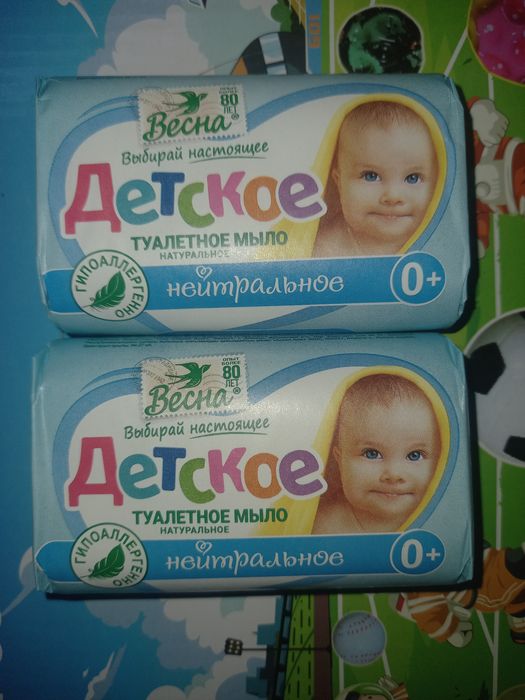 ОПЫТ
БОЛЕЕ
80
ЛЕТ
Весна®
Выбирай настоящее
Детское
ТУАЛЕТНОЕ МЫЛО
НАТУРАЛЬНОЕ
ГИПОАЛЛЕРГЕННО
нейтральное
0+
ОПЫТ
БОЛЕЕ
80
ЛЕТ
Весна®
Выбирай настоящее
Детское
ТУАЛЕТНОЕ МЫЛО
НАТУРАЛЬНОЕ
ГИПОАЛЛЕРГЕННО
нейтральное
0+